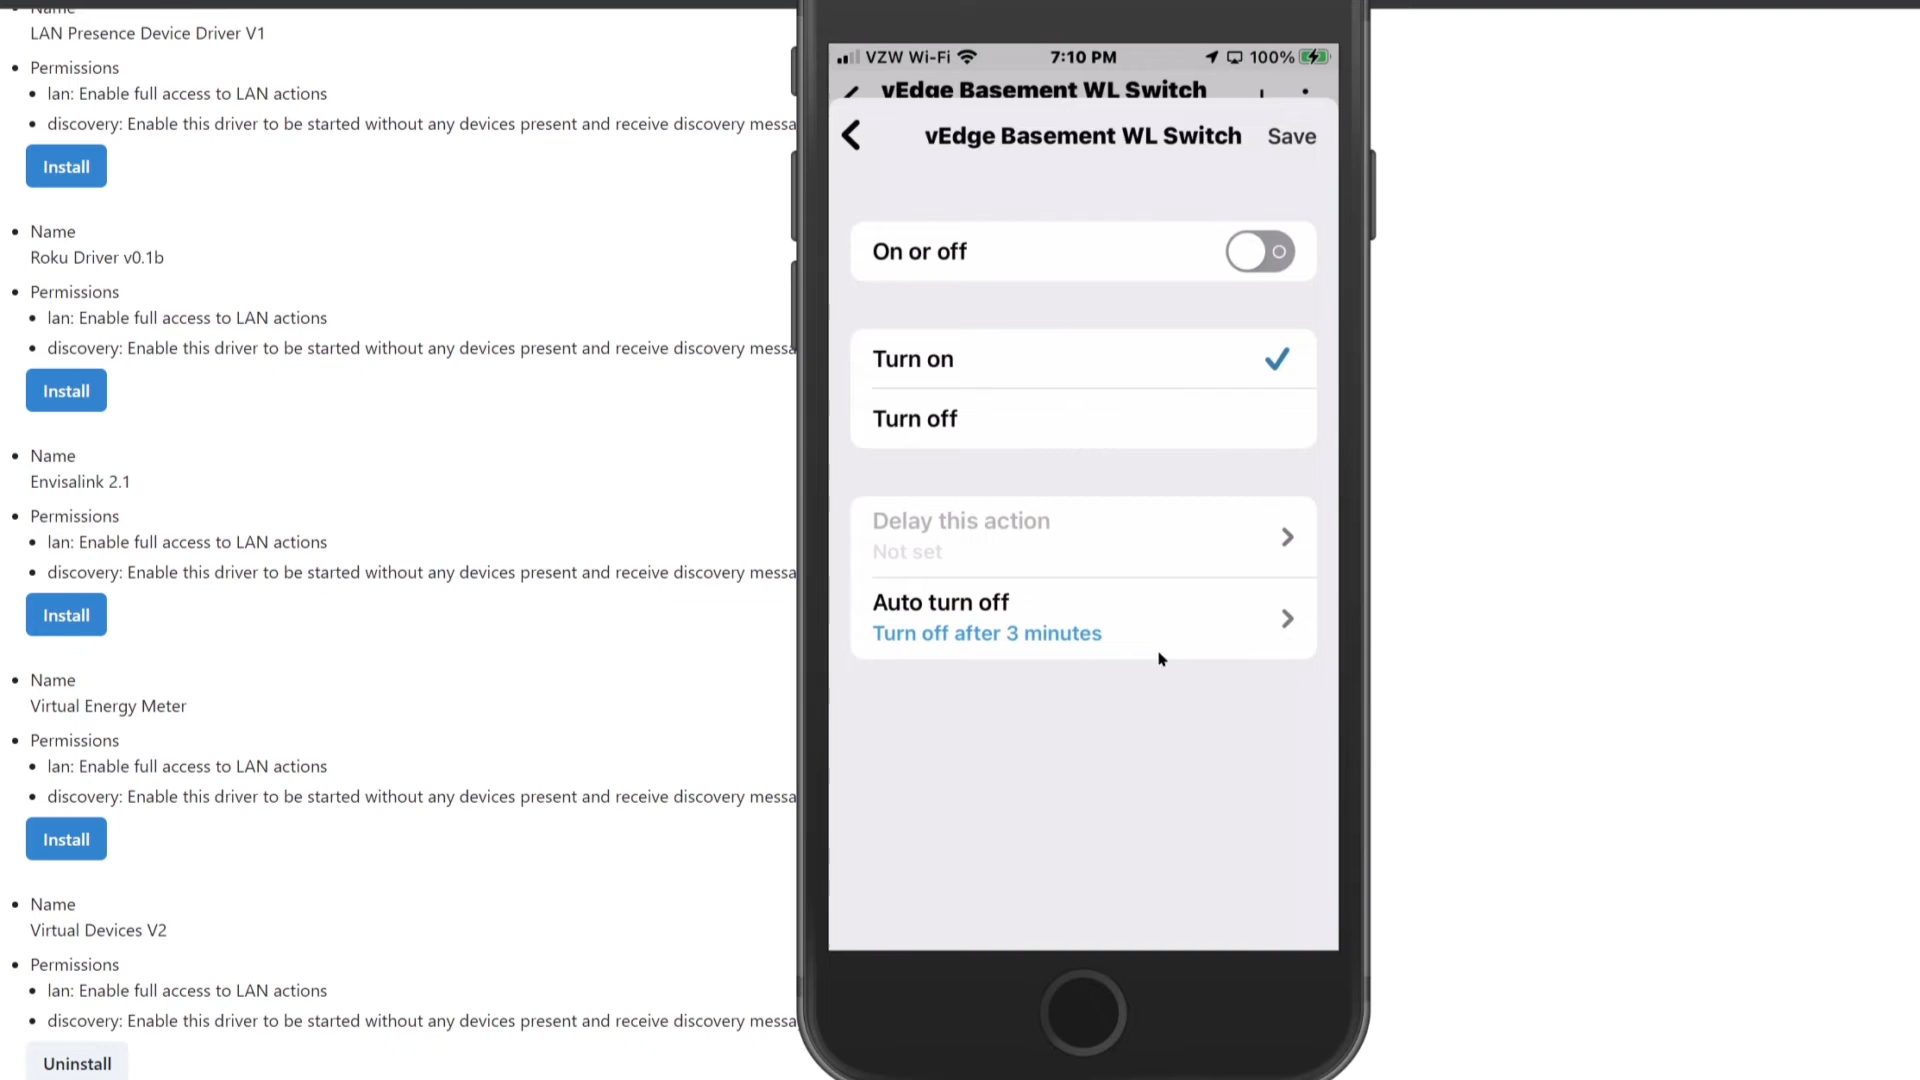 Name
LAN Presence Device Driver V1
Permissions
lan: Enable full access to LAN actions
discovery: Enable this driver to be started without any devices present and receive discovery messa
Install
Name
Roku Driver v0.1b
Permissions
lan: Enable full access to LAN actions
discovery: Enable this driver to be started without any devices present and receive discovery messa
Install
Name
Envisalink 2.1
Permissions
lan: Enable full access to LAN actions
discovery: Enable this driver to be started without any devices present and receive discovery messa
Install
Name
Virtual Energy Meter
Permissions
lan: Enable full access to LAN actions
discovery: Enable this driver to be started without any devices present and receive discovery messa
Install
Name
Virtual Devices V2
Permissions
lan: Enable full access to LAN actions
discovery: Enable this driver to be started without any devices present and receive discovery messa
Uninstall
VZW Wi-Fi 7:10 PM 100%
vEdge Basement WL Switch
vEdge Basement WL Switch Save
On or off
Turn on
Turn off
Delay this action
Not set
Auto turn off
Turn off after 3 minutes